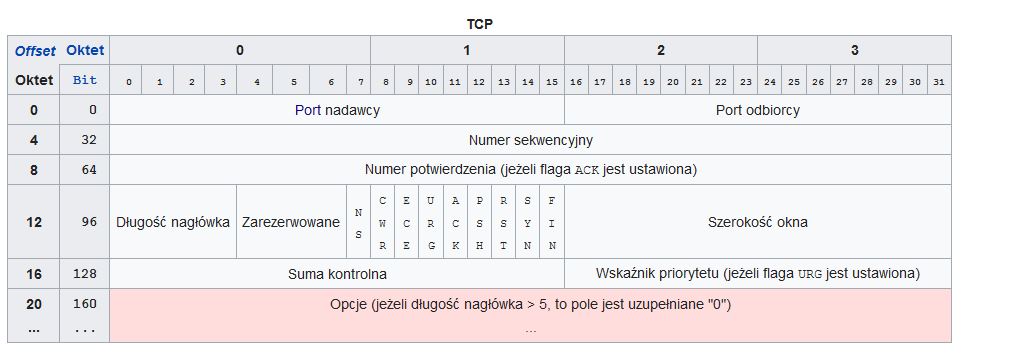 TCP
Offset Oktet 0 1 2 3
Oktet Bit 0 1 2 3 4 5 6 7 8 9 10 11 12 13 14 15 16 17 18 19 20 21 22 23 24 25 26 27 28 29 30 31
0 0 Port nadawcy Port odbiorcy
4 32 Numer sekwencyjny
8 64 Numer potwierdzenia (jeżeli flaga ACK jest ustawiona)
12 96 Długość nagłówka Zarezerwowane NS CWR ECE URG ACK PSH RST SYN FIN Szerokość okna
16 128 Suma kontrolna Wskaźnik priorytetu (jeżeli flaga URG jest ustawiona)
20 160 Opcje (jeżeli długość nagłówka > 5, to pole jest uzupełniane "0")
... ... ...